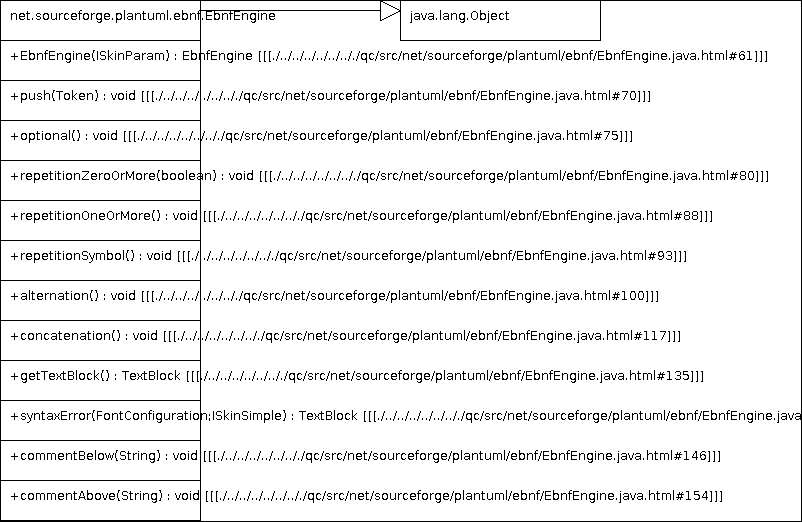 net.sourceforge.plantuml.ebnf.EbnfEngine
java.lang.Object
+EbnfEngine(ISkinParam) : EbnfEngine [[[./../../../../../../qc/src/net/sourceforge/plantuml/ebnf/EbnfEngine.java.html#61]]]
+push(Token) : void [[[./../../../../../../qc/src/net/sourceforge/plantuml/ebnf/EbnfEngine.java.html#70]]]
+optional() : void [[[./../../../../../../qc/src/net/sourceforge/plantuml/ebnf/EbnfEngine.java.html#75]]]
+repetitionZeroOrMore(boolean) : void [[[./../../../../../../qc/src/net/sourceforge/plantuml/ebnf/EbnfEngine.java.html#80]]]
+repetitionOneOrMore() : void [[[./../../../../../../qc/src/net/sourceforge/plantuml/ebnf/EbnfEngine.java.html#88]]]
+repetitionSymbol() : void [[[./../../../../../../qc/src/net/sourceforge/plantuml/ebnf/EbnfEngine.java.html#93]]]
+alternation() : void [[[./../../../../../../qc/src/net/sourceforge/plantuml/ebnf/EbnfEngine.java.html#100]]]
+concatenation() : void [[[./../../../../../../qc/src/net/sourceforge/plantuml/ebnf/EbnfEngine.java.html#117]]]
+getTextBlock() : TextBlock [[[./../../../../../../qc/src/net/sourceforge/plantuml/ebnf/EbnfEngine.java.html#135]]]
+syntaxError(FontConfiguration;ISkinSimple) : TextBlock [[[./../../../../../../qc/src/net/sourceforge/plantuml/ebnf/EbnfEngine.java
+commentBelow(String) : void [[[./../../../../../../qc/src/net/sourceforge/plantuml/ebnf/EbnfEngine.java.html#146]]]
+commentAbove(String) : void [[[./../../../../../../qc/src/net/sourceforge/plantuml/ebnf/EbnfEngine.java.html#154]]]